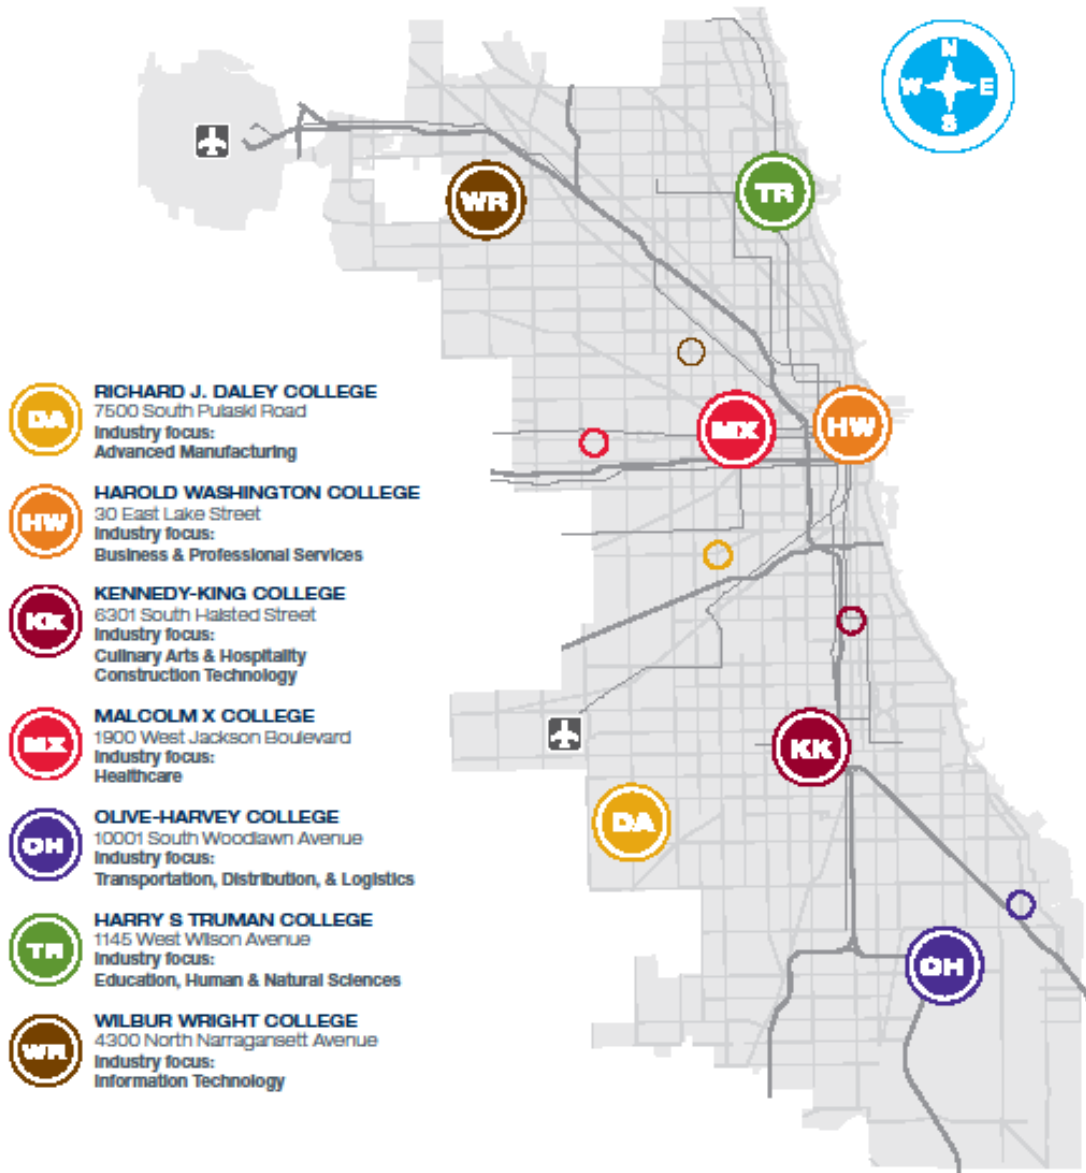 N
W E
S
WR
TR
MX
HW
KK
DA
OH
DA
RICHARD J. DALEY COLLEGE
7500 South Pulaski Road
Industry focus:
Advanced Manufacturing
HW
HAROLD WASHINGTON COLLEGE
30 East Lake Street
Industry focus:
Business & Professional Services
KK
KENNEDY-KING COLLEGE
6301 South Halsted Street
Industry focus:
Culinary Arts & Hospitality
Construction Technology
MX
MALCOLM X COLLEGE
1900 West Jackson Boulevard
Industry focus:
Healthcare
OH
OLIVE-HARVEY COLLEGE
10001 South Woodlawn Avenue
Industry focus:
Transportation, Distribution, & Logistics
TR
HARRY S TRUMAN COLLEGE
1145 West Wilson Avenue
Industry focus:
Education, Human & Natural Sciences
WR
WILBUR WRIGHT COLLEGE
4300 North Narragansett Avenue
Industry focus:
Information Technology